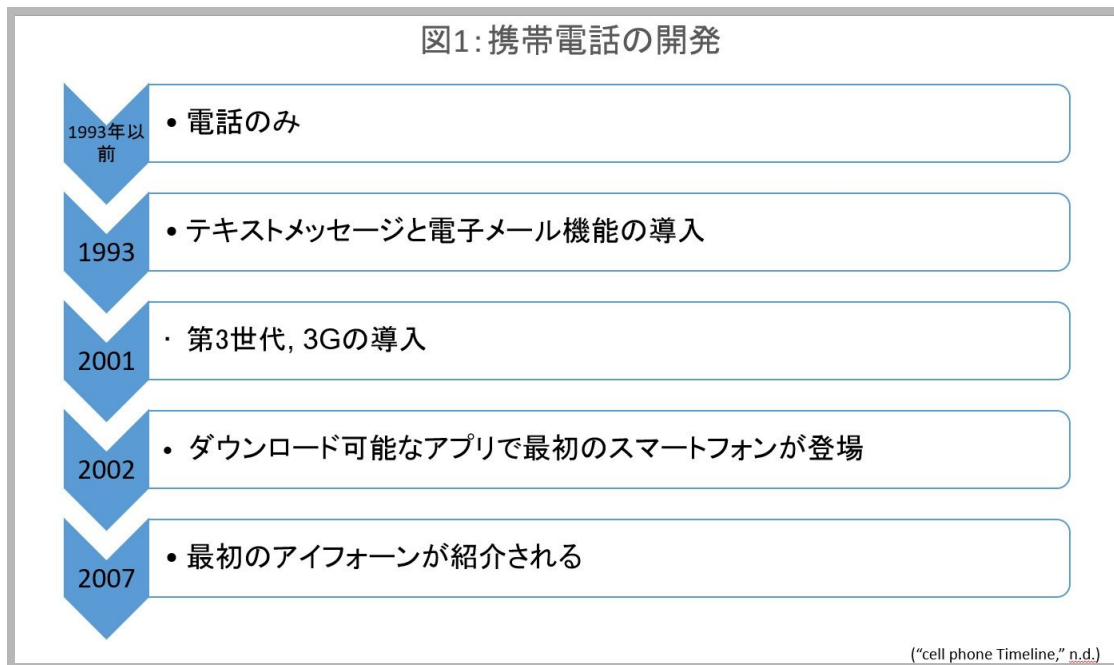 図1:携帯電話の開発
1993年以
前
• 電話のみ
1993
• テキストメッセージと電子メール機能の導入
2001
· 第3世代, 3Gの導入
2002
• ダウンロード可能なアプリで最初のスマートフォンが登場
2007
• 最初のアイフォーンが紹介される
(“cell phone Timeline,” n.d.)